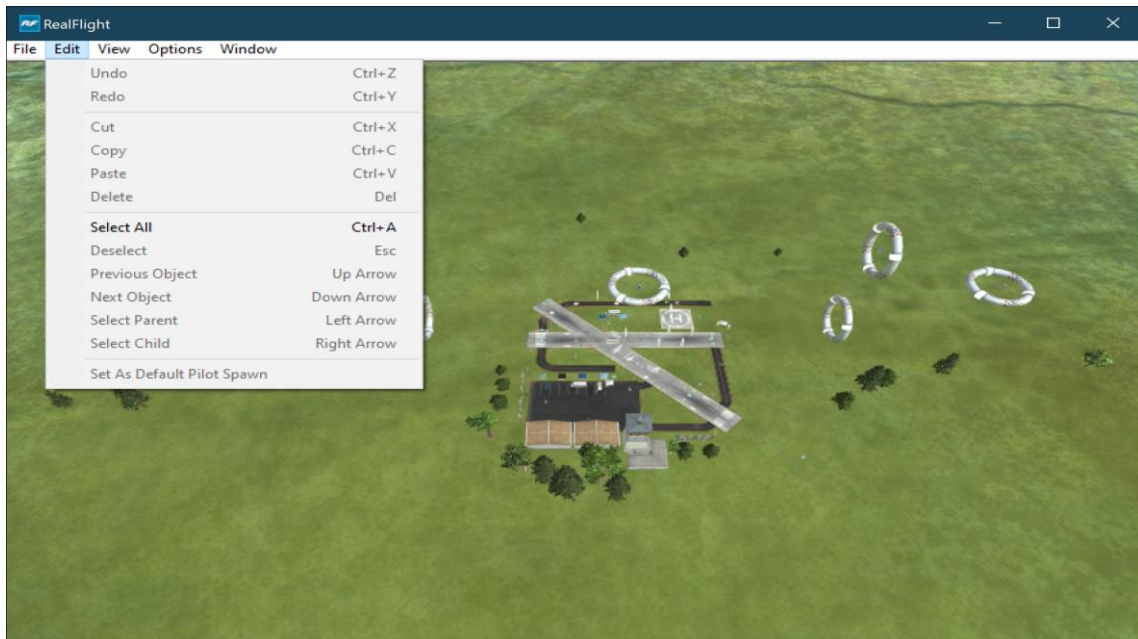 RealFlight
File Edit View Options Window
Undo Ctrl+Z
Redo Ctrl+Y
Cut Ctrl+X
Copy Ctrl+C
Paste Ctrl+V
Delete Del
Select All Ctrl+A
Deselect Esc
Previous Object Up Arrow
Next Object Down Arrow
Select Parent Left Arrow
Select Child Right Arrow
Set As Default Pilot Spawn
H